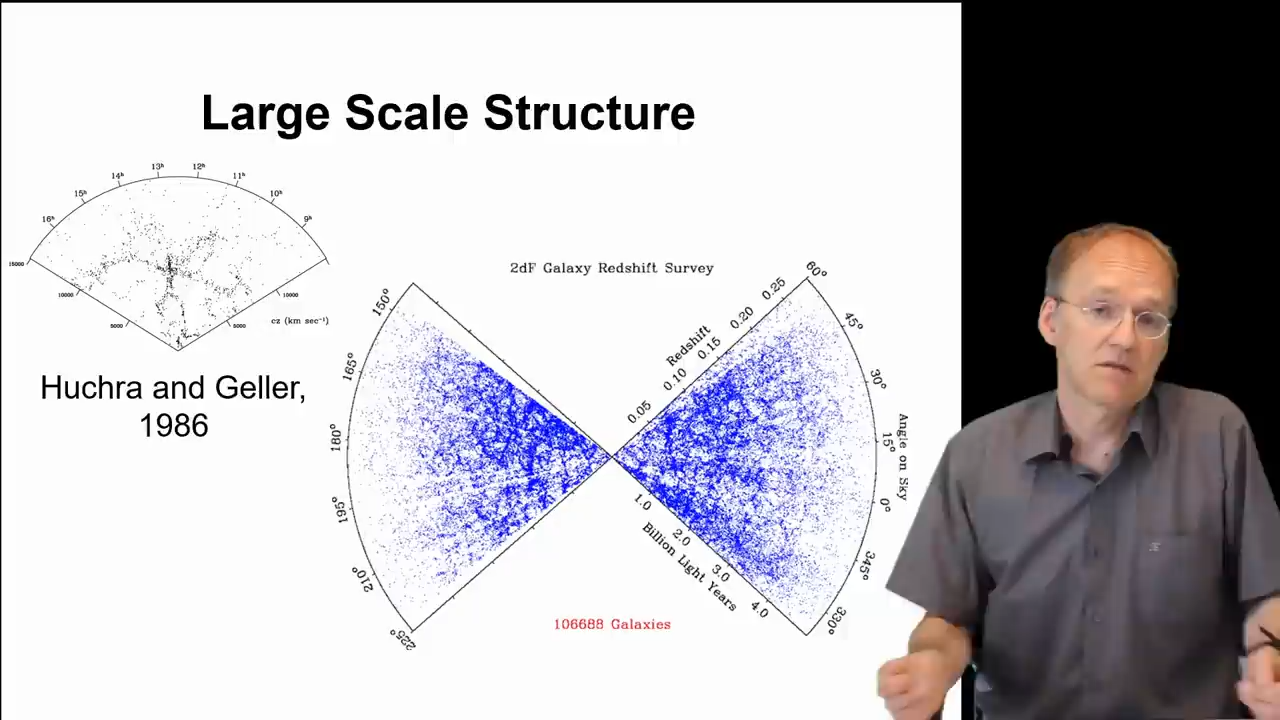 Large Scale Structure
16ʰ
15ʰ
14ʰ
13ʰ
12ʰ
11ʰ
10ʰ
9ʰ
15000
10000
5000
5000
10000
cz (km sec⁻¹)
Huchra and Geller,
1986
2dF Galaxy Redshift Survey
150°
165°
180°
195°
210°
225°
Redshift
0.05
0.10
0.15
0.20
0.25
60°
45°
30°
15°
0°
345°
330°
Angle on Sky
1.0
2.0
3.0
4.0
Billion Light Years
106688 Galaxies